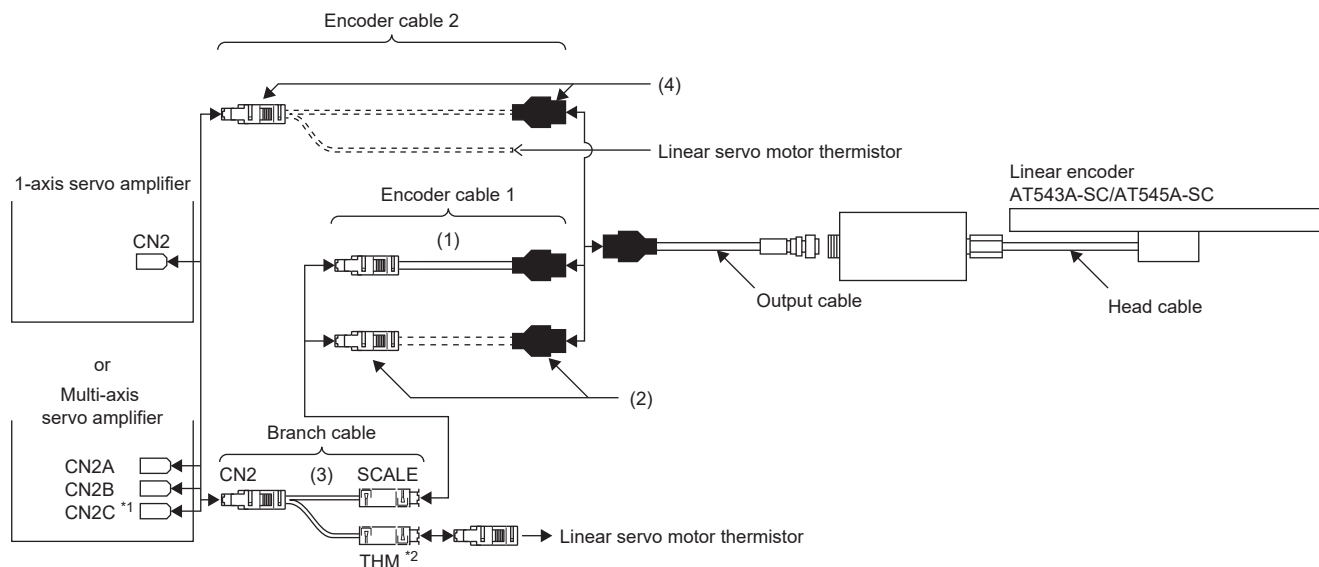 Encoder cable 2
(4)
Linear servo motor thermistor
1-axis servo amplifier
Encoder cable 1
Linear encoder
AT543A-SC/AT545A-SC
CN2
(1)
Output cable
Head cable
or
Multi-axis
servo amplifier
(2)
Branch cable
CN2A
CN2
(3)
SCALE
CN2B
CN2C *1
Linear servo motor thermistor
THM *2